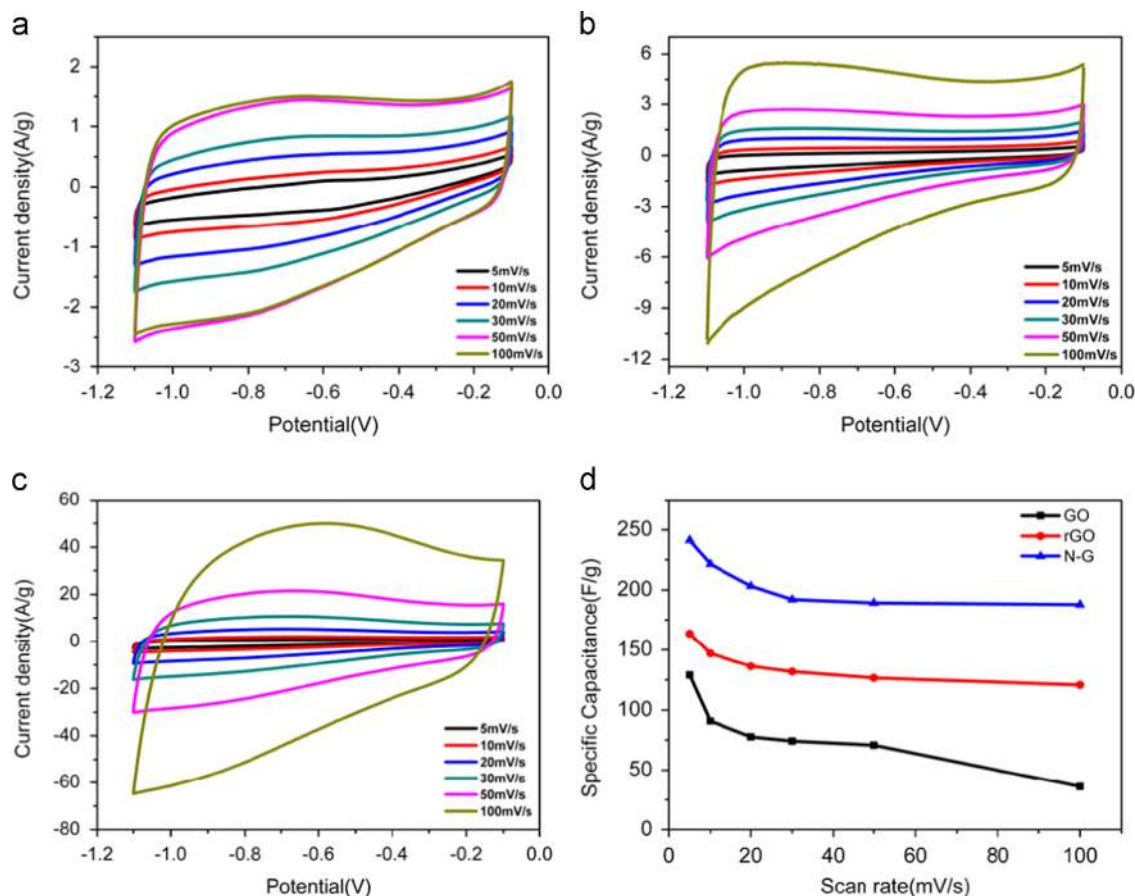 a
2
1
0
-1
-2
-3
Current density(A/g)
5mV/s
10mV/s
20mV/s
30mV/s
50mV/s
100mV/s
-1.2
-1.0
-0.8
-0.6
-0.4
-0.2
0.0
Potential(V)
b
6
3
0
-3
-6
-9
-12
Current density(A/g)
5mV/s
10mV/s
20mV/s
30mV/s
50mV/s
100mV/s
-1.2
-1.0
-0.8
-0.6
-0.4
-0.2
0.0
Potential(V)
c
60
40
20
0
-20
-40
-60
-80
Current density(A/g)
5mV/s
10mV/s
20mV/s
30mV/s
50mV/s
100mV/s
-1.2
-1.0
-0.8
-0.6
-0.4
-0.2
0.0
Potential(V)
d
250
200
150
100
50
0
Specific Capacitance(F/g)
GO
rGO
N-G
0
20
40
60
80
100
Scan rate(mV/s)